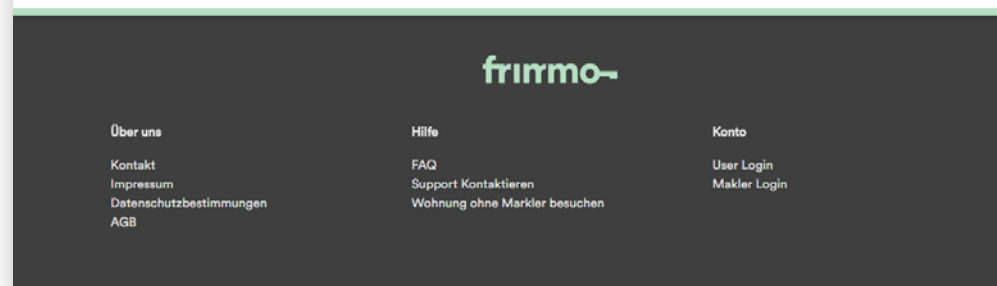 frimmo
Über uns
Kontakt
Impressum
Datenschutzbestimmungen
AGB
Hilfe
FAQ
Support Kontaktieren
Wohnung ohne Markler besuchen
Konto
User Login
Makler Login